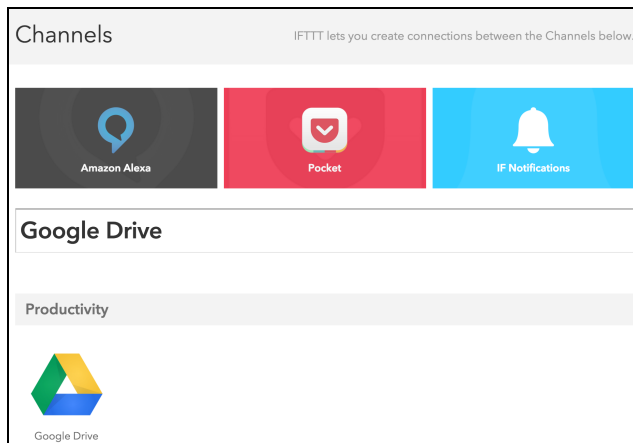 Channels
IFTTT lets you create connections between the Channels below.
Amazon Alexa
Pocket
IF Notifications
Google Drive
Productivity
Google Drive